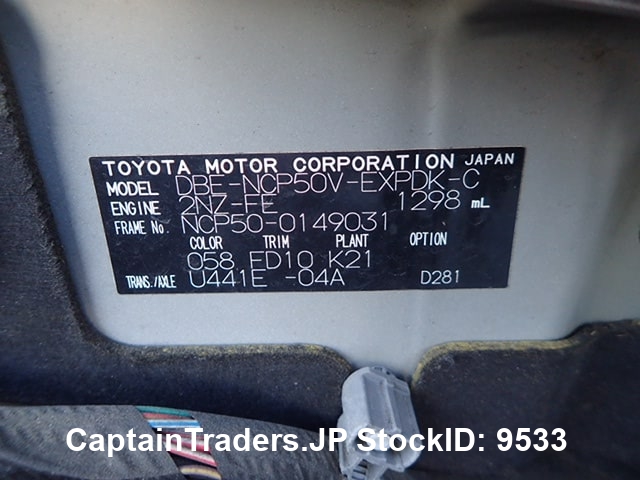 TOYOTA MOTOR CORPORATION JAPAN
MODEL DBE-NCP50V-EXPDK-C
ENGINE 2NZ-FE 1298 mL
FRAME No. NCP50-0149031
COLOR TRIM PLANT OPTION
058 FD10 K21
TRANS./AXLE U441E -04A D281
CaptainTraders.JP StockID: 9533